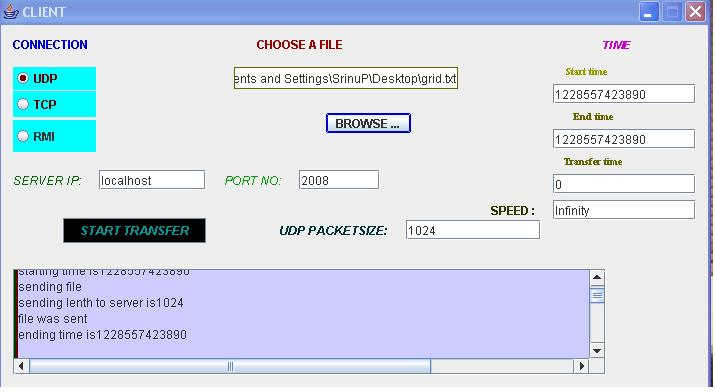 CLIENT
CONNECTION
CHOOSE A FILE
TIME
UDP
TCP
RMI
ents and Settings\SrinuP\Desktop\grid.txt
BROWSE ...
Start time
1228557423890
End time
1228557423890
Transfer time
0
SERVER IP: localhost
PORT NO: 2008
SPEED : Infinity
START TRANSFER
UDP PACKETSIZE: 1024
starting time is1228557423890
sending file
sending lenth to server is1024
file was sent
ending time is1228557423890